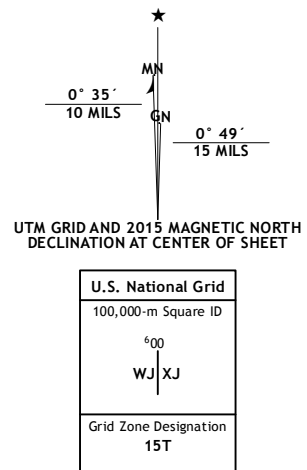 ★
MN
0° 35´
10 MILS
GN
0° 49´
15 MILS
UTM GRID AND 2015 MAGNETIC NORTH
DECLINATION AT CENTER OF SHEET
U.S. National Grid
100,000-m Square ID
⁶00
WJ XJ
Grid Zone Designation
15T